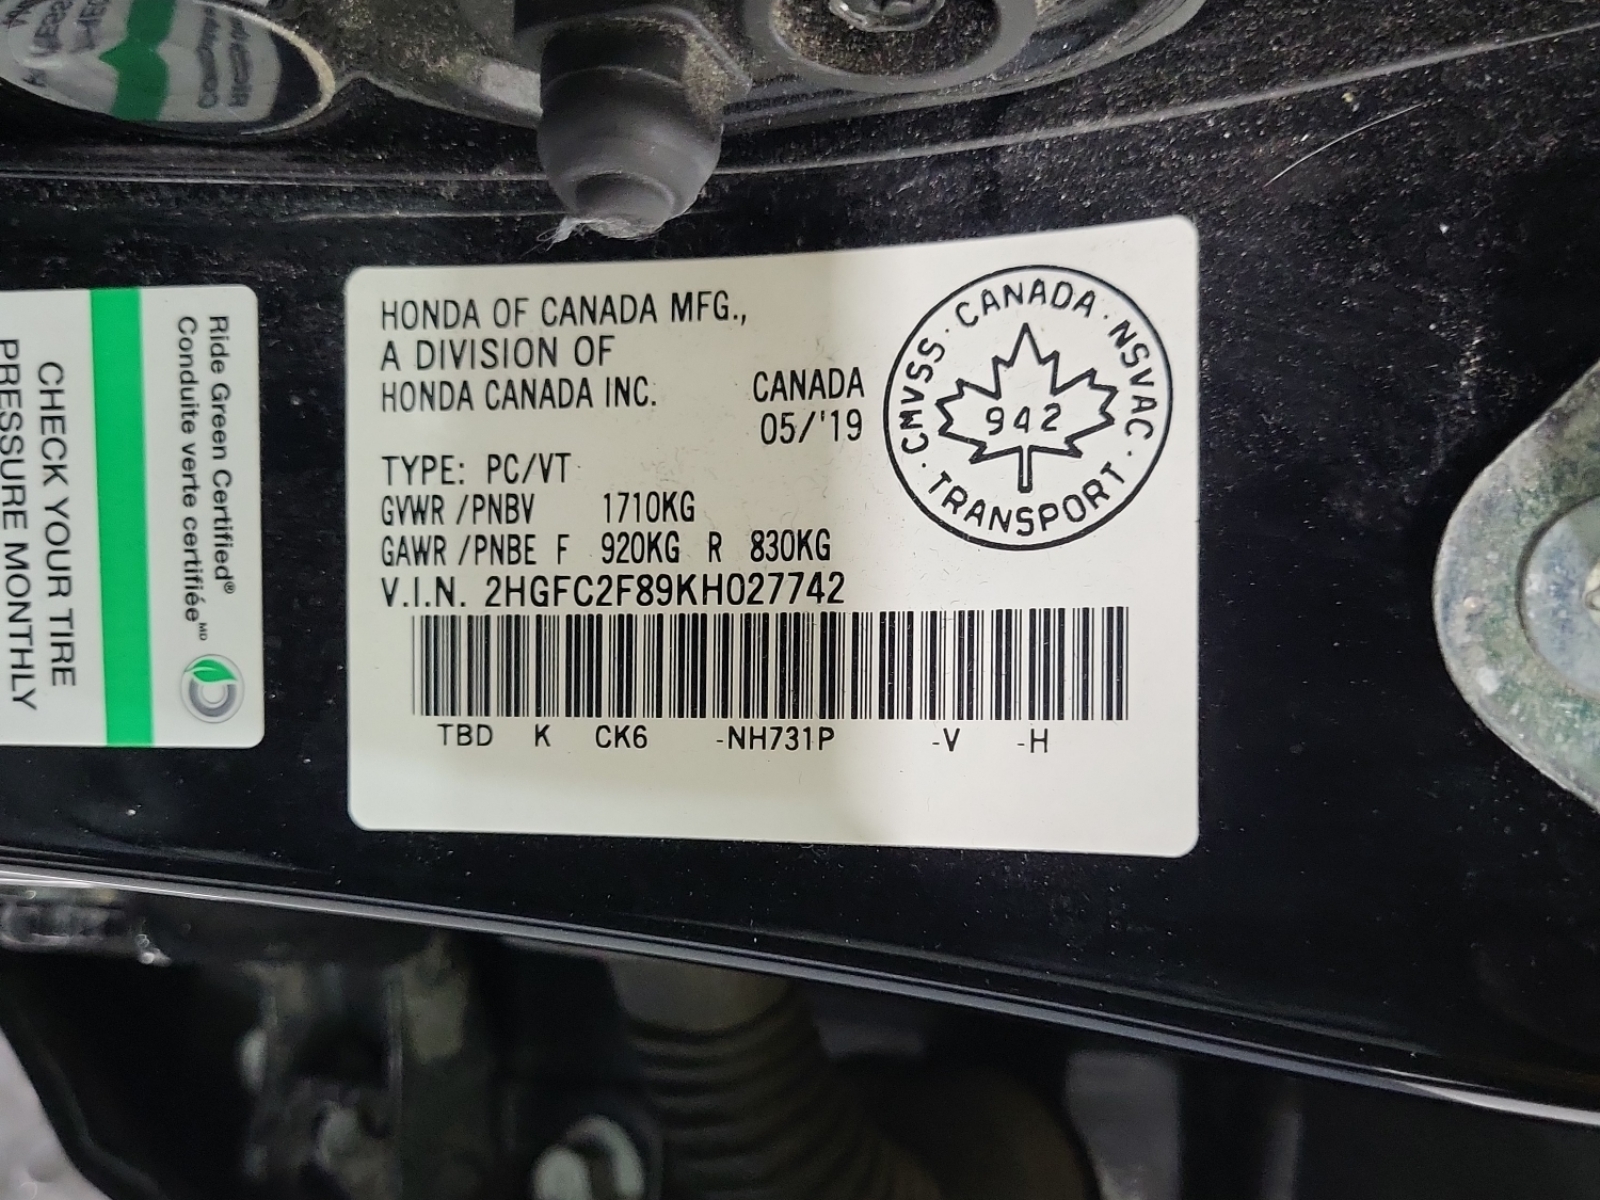 HONDA OF CANADA MFG.,
A DIVISION OF
HONDA CANADA INC.
CANADA
05/'19
TYPE: PC/VT
GVWR /PNBV 1710KG
GAWR /PNBE F 920KG R 830KG
V.I.N. 2HGFC2F89KH027742
TBD K CK6 -NH731P -V -H
CANADA · NSVAC · TRANSPORT · CMVSS ·
942
Ride Green Certified®
Conduite verte certifiée MD
CHECK YOUR TIRE
PRESSURE MONTHLY